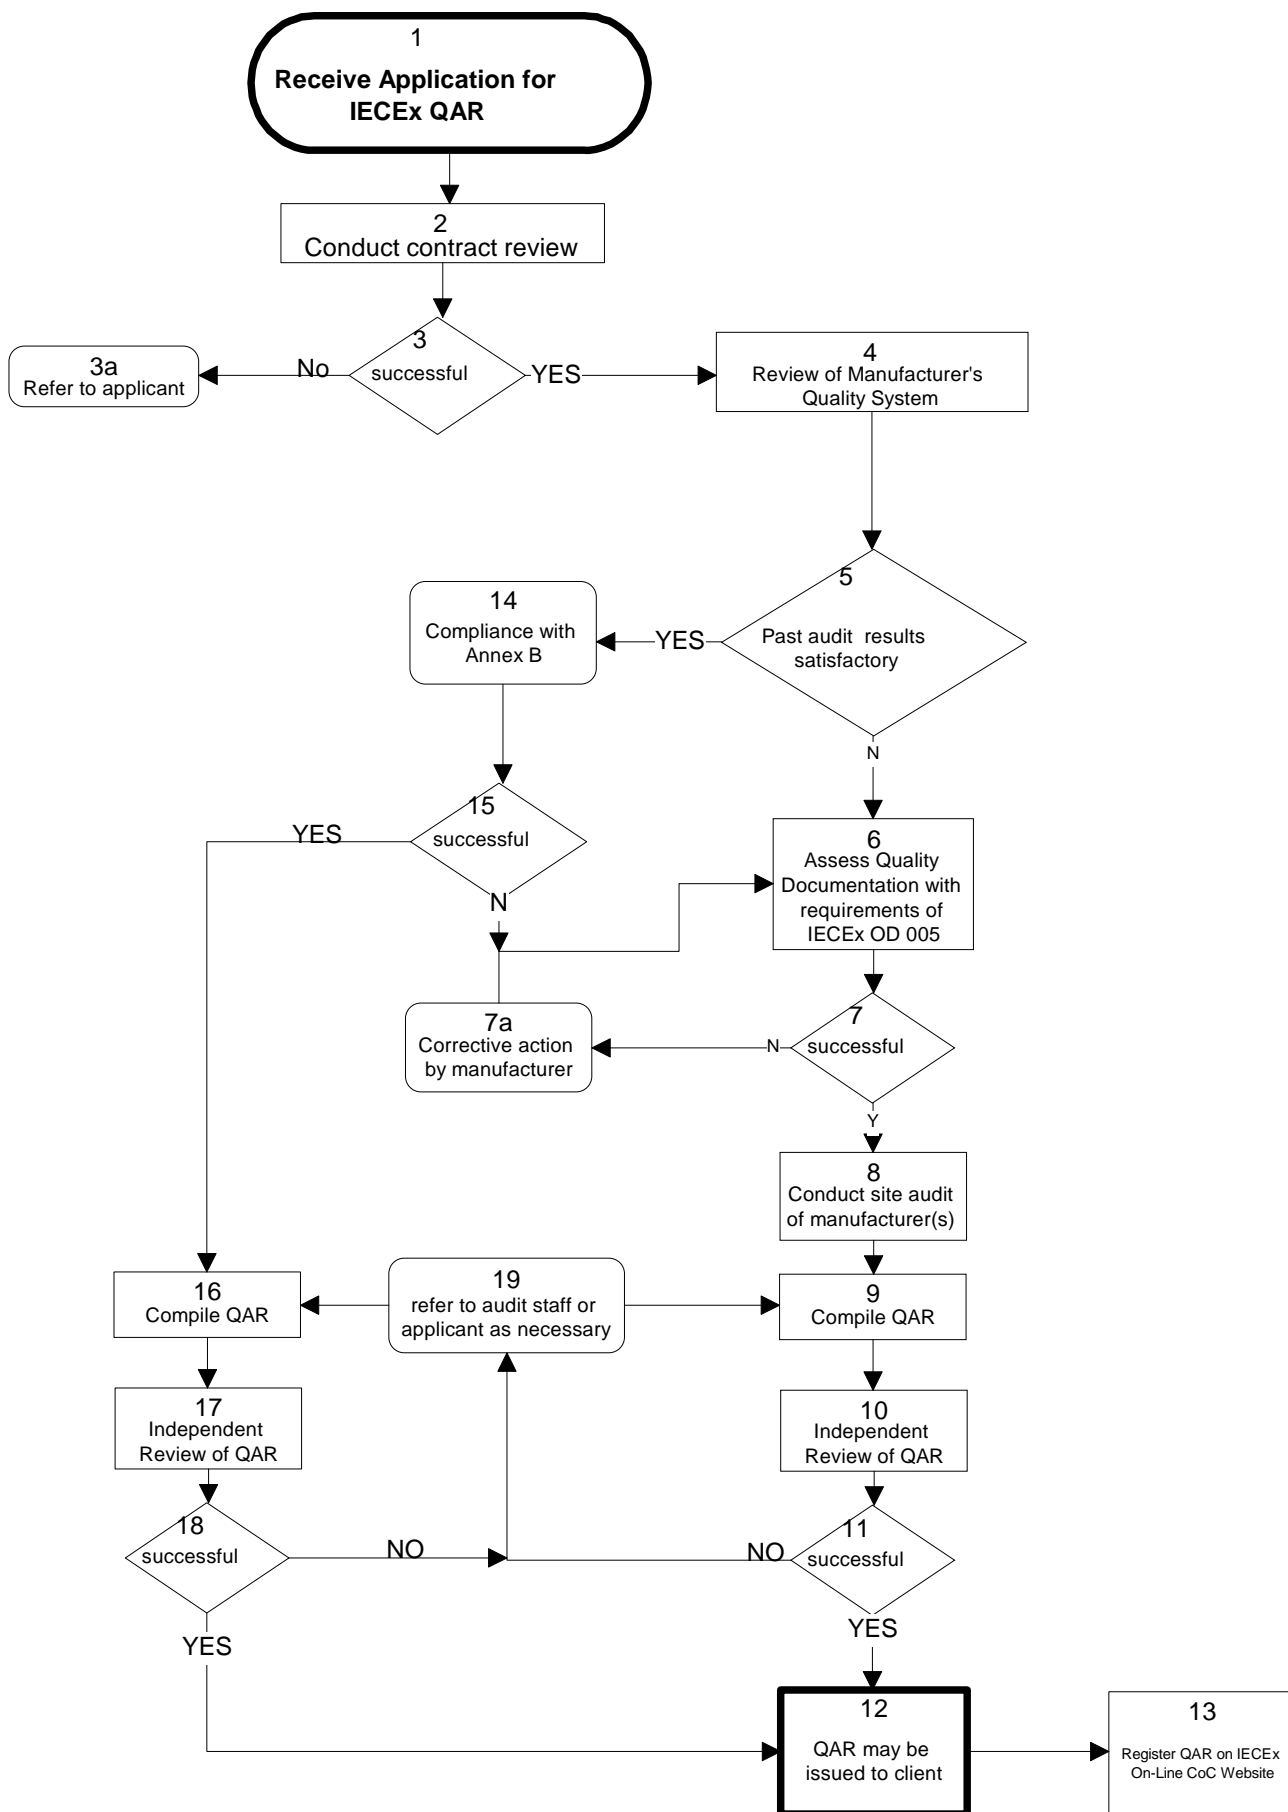 1
Receive Application for
IECEx QAR
2
Conduct contract review
3
successful
No
YES
3a
Refer to applicant
4
Review of Manufacturer's
Quality System
5
Past audit results
satisfactory
YES
N
14
Compliance with
Annex B
15
successful
YES
N
6
Assess Quality
Documentation with
requirements of
IECEx OD 005
7
successful
N
Y
7a
Corrective action
by manufacturer
8
Conduct site audit
of manufacturer(s)
16
Compile QAR
19
refer to audit staff or
applicant as necessary
9
Compile QAR
17
Independent
Review of QAR
10
Independent
Review of QAR
18
successful
NO
YES
11
successful
NO
YES
12
QAR may be
issued to client
13
Register QAR on IECEx
On-Line CoC Website